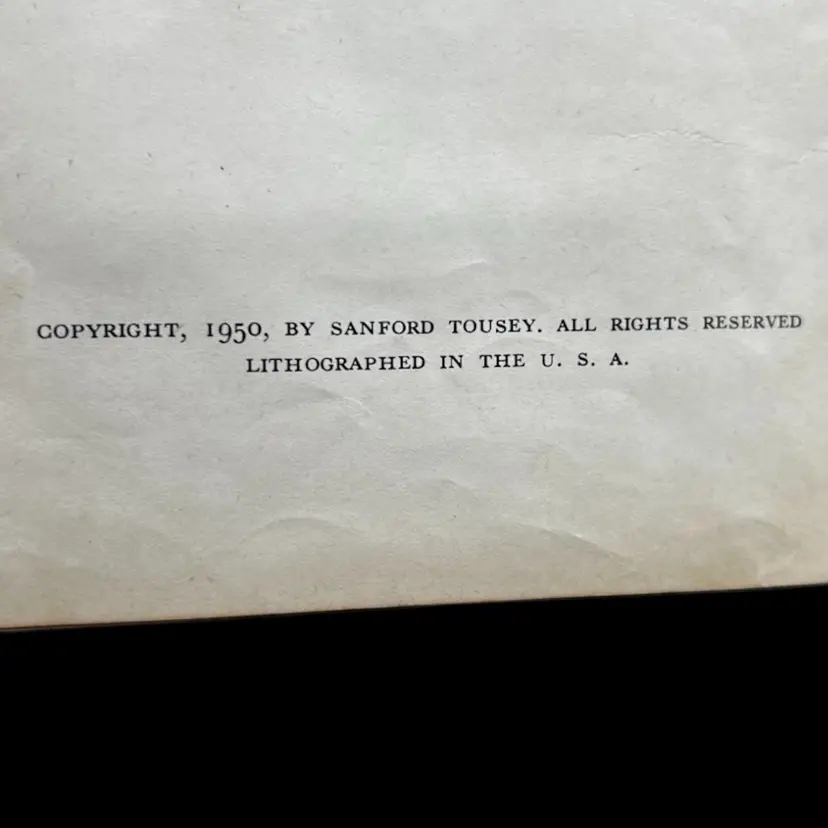 COPYRIGHT, 1950, BY SANFORD TOUSEY. ALL RIGHTS RESERVED
LITHOGRAPHED IN THE U. S. A.